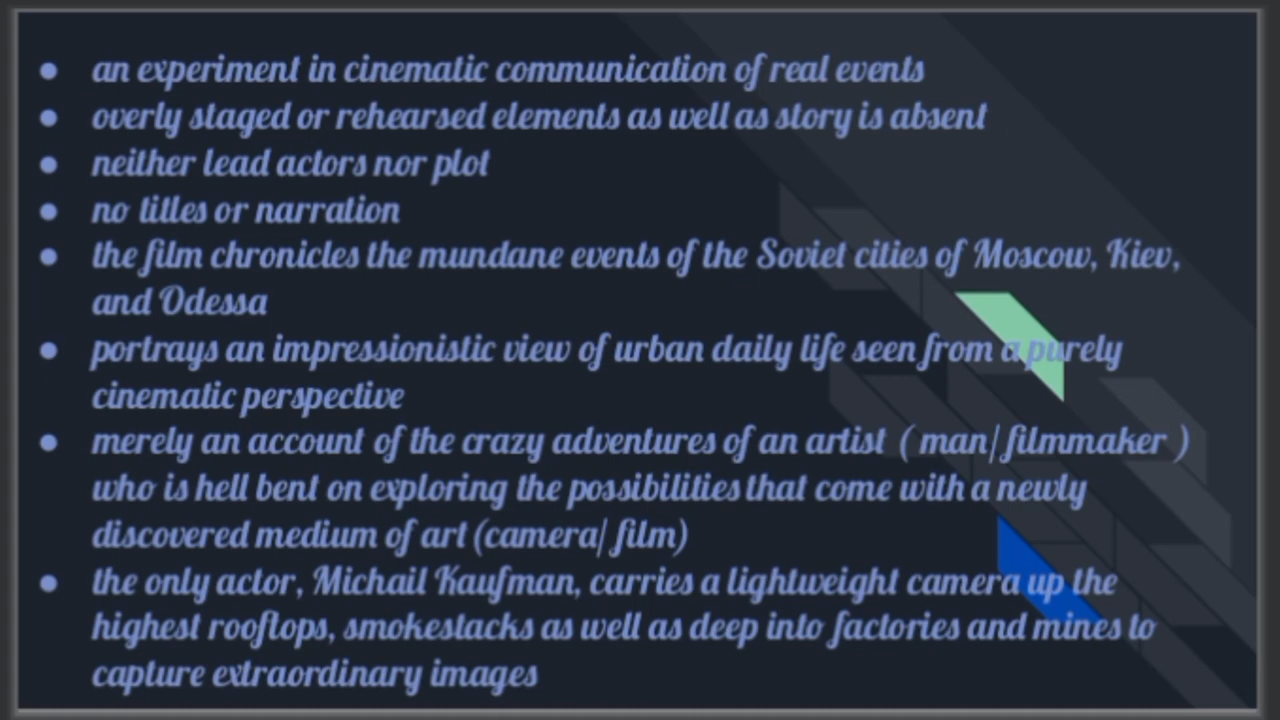 ● an experiment in cinematic communication of real events
● overly staged or rehearsed elements as well as story is absent
● neither lead actors nor plot
● no titles or narration
● the film chronicles the mundane events of the Soviet cities of Moscow, Kiev,
and Odessa
● portrays an impressionistic view of urban daily life seen from a purely
cinematic perspective
● merely an account of the crazy adventures of an artist ( man/filmmaker )
who is hell bent on exploring the possibilities that come with a newly
discovered medium of art (camera/film)
● the only actor, Michail Kaufman, carries a lightweight camera up the
highest rooftops, smokestacks as well as deep into factories and mines to
capture extraordinary images